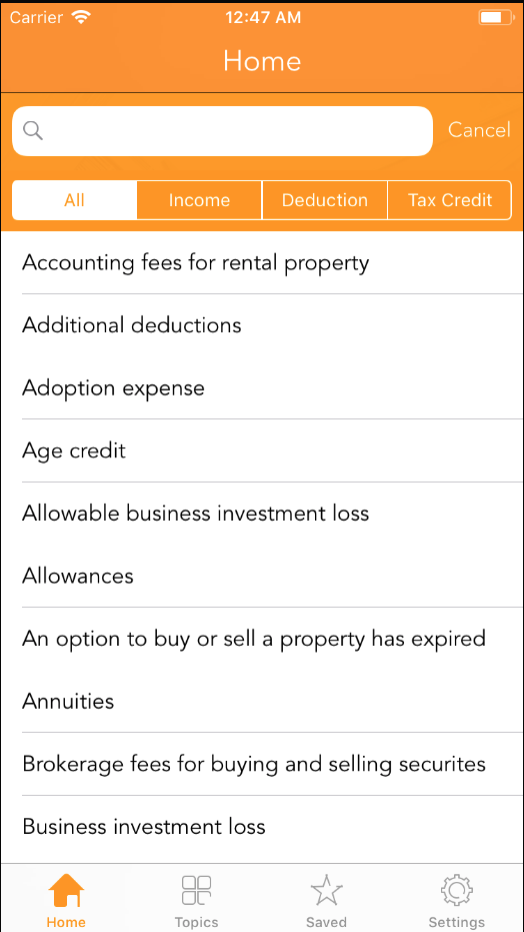 Carrier 12:47 AM
Home
Cancel
All Income Deduction Tax Credit
Accounting fees for rental property
Additional deductions
Adoption expense
Age credit
Allowable business investment loss
Allowances
An option to buy or sell a property has expired
Annuities
Brokerage fees for buying and selling securites
Business investment loss
Home Topics Saved Settings